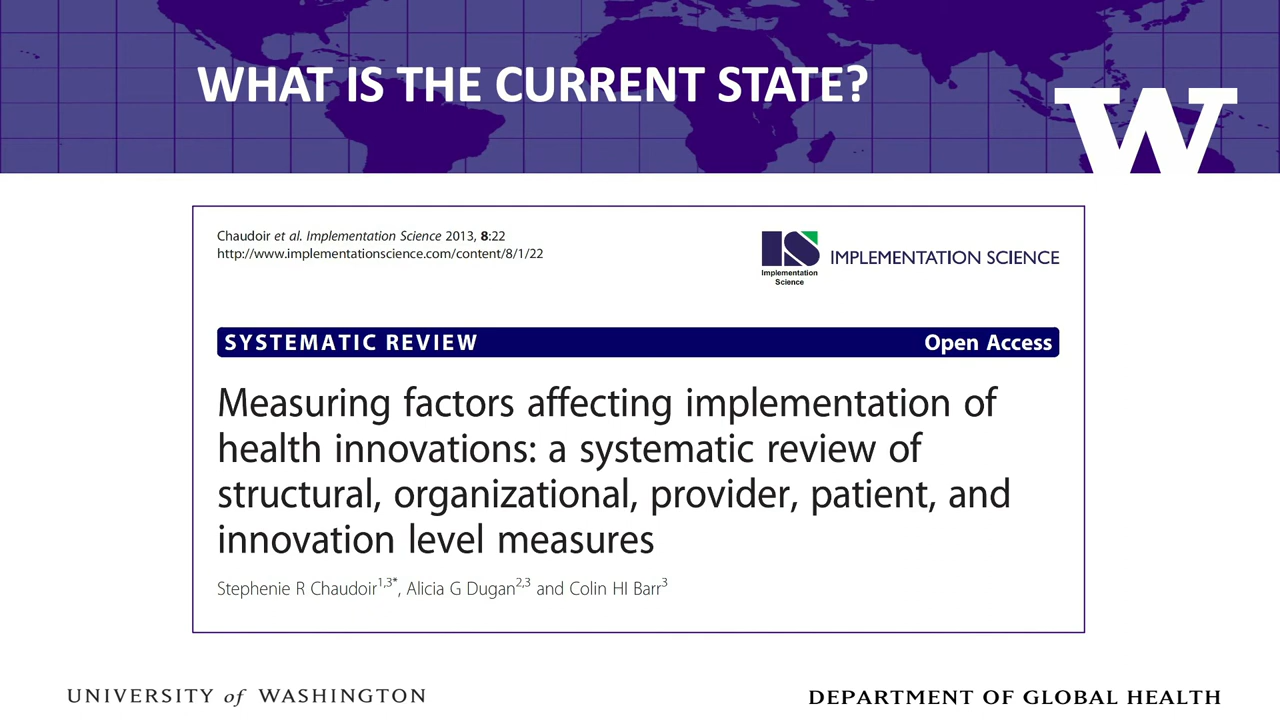 WHAT IS THE CURRENT STATE?
W
Chaudoir et al. Implementation Science 2013, 8:22
http://www.implementationscience.com/content/8/1/22
IS
Implementation
Science
IMPLEMENTATION SCIENCE
SYSTEMATIC REVIEW Open Access
Measuring factors affecting implementation of
health innovations: a systematic review of
structural, organizational, provider, patient, and
innovation level measures
Stephenie R Chaudoir1,3*, Alicia G Dugan2,3 and Colin HI Barr3
UNIVERSITY of WASHINGTON
DEPARTMENT OF GLOBAL HEALTH